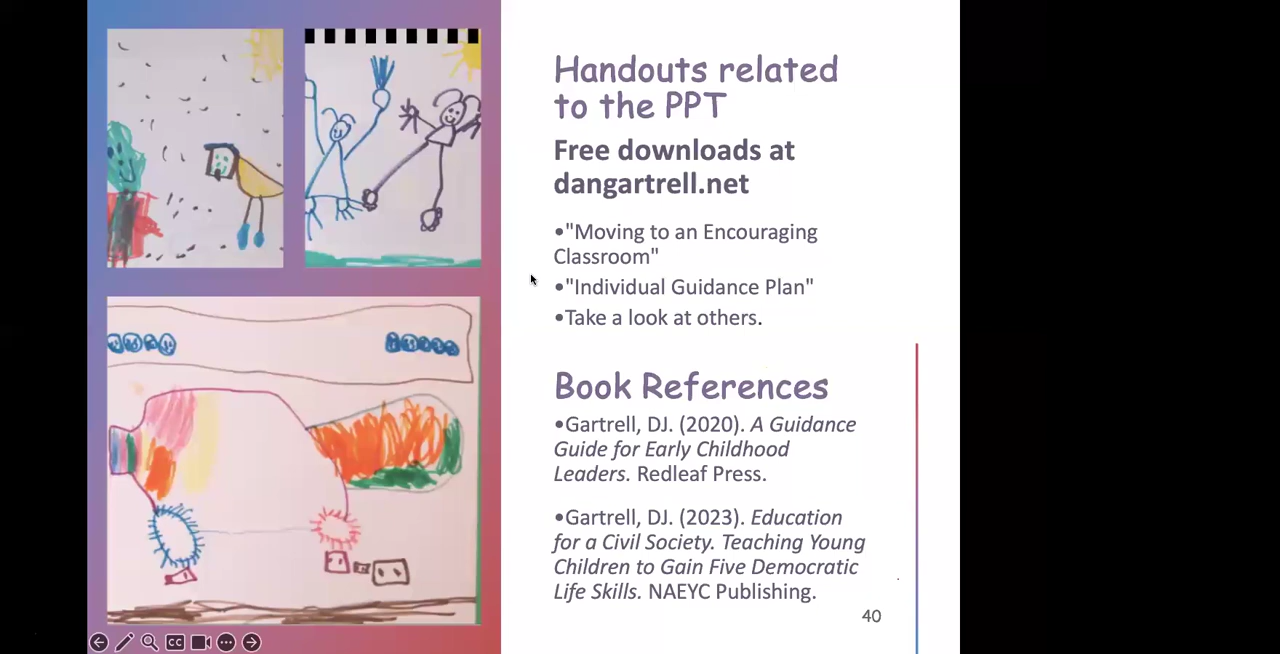 Handouts related
to the PPT
Free downloads at
dangartrell.net
•"Moving to an Encouraging
Classroom"
•"Individual Guidance Plan"
•Take a look at others.
Book References
•Gartrell, DJ. (2020). A Guidance
Guide for Early Childhood
Leaders. Redleaf Press.
•Gartrell, DJ. (2023). Education
for a Civil Society. Teaching Young
Children to Gain Five Democratic
Life Skills. NAEYC Publishing.
40
CC